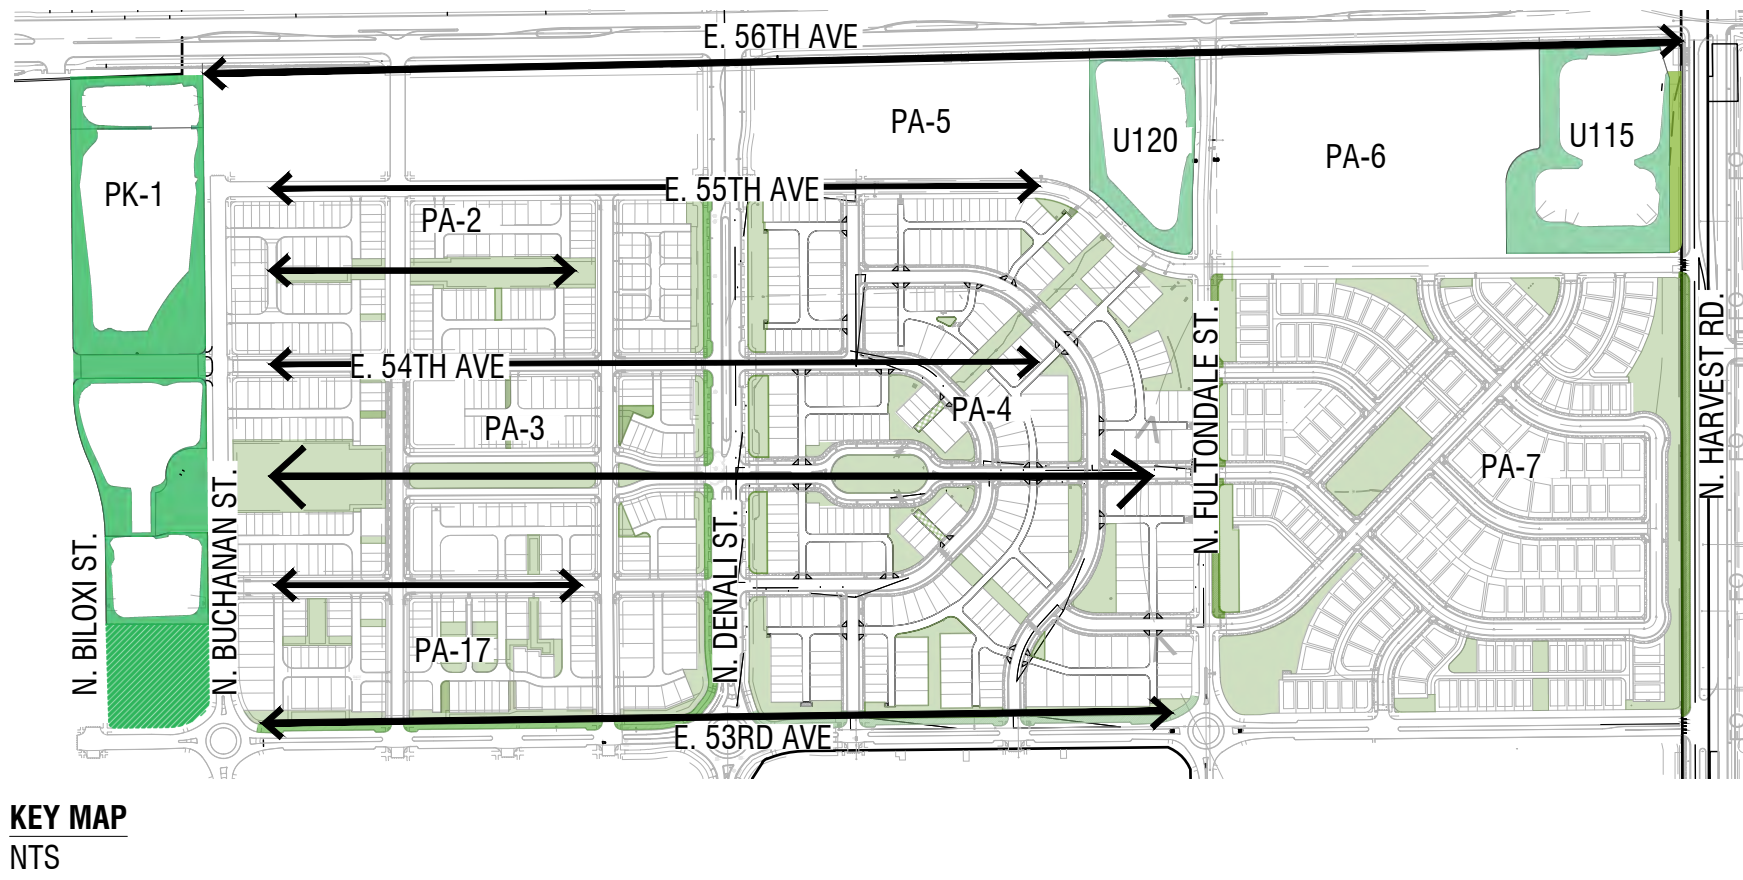 E. 56TH AVE
PA-5
U120
PA-6
U115
PK-1
E. 55TH AVE
PA-2
E. 54TH AVE
PA-4
PA-3
PA-7
N. BILOXI ST.
N. BUCHANAN ST.
N. DENALI ST.
N. FULTONDALE ST.
N. HARVEST RD.
PA-17
E. 53RD AVE
KEY MAP
NTS